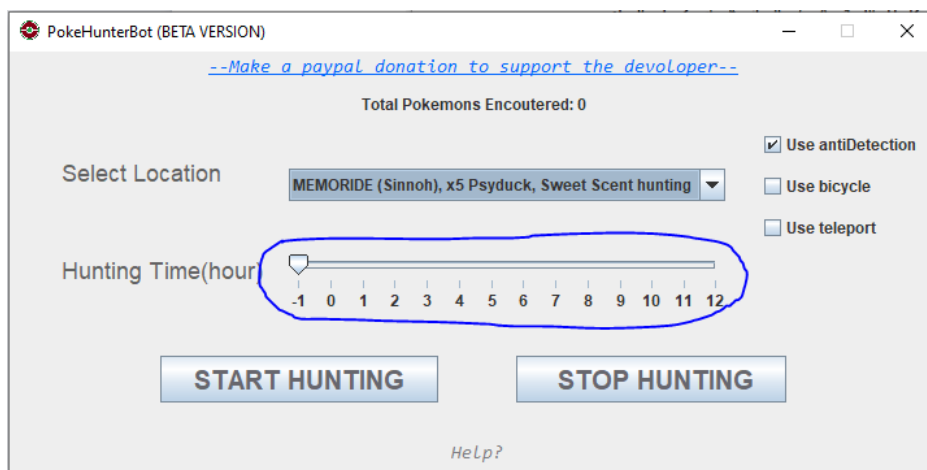 PokeHunterBot (BETA VERSION)
--Make a paypal donation to support the devoloper--
Total Pokemons Encoutered: 0
Use antiDetection
Select Location
MEMORIDE (Sinnoh), x5 Psyduck, Sweet Scent hunting
Use bicycle
Use teleport
Hunting Time(hour)
-1 0 1 2 3 4 5 6 7 8 9 10 11 12
START HUNTING STOP HUNTING
Help?